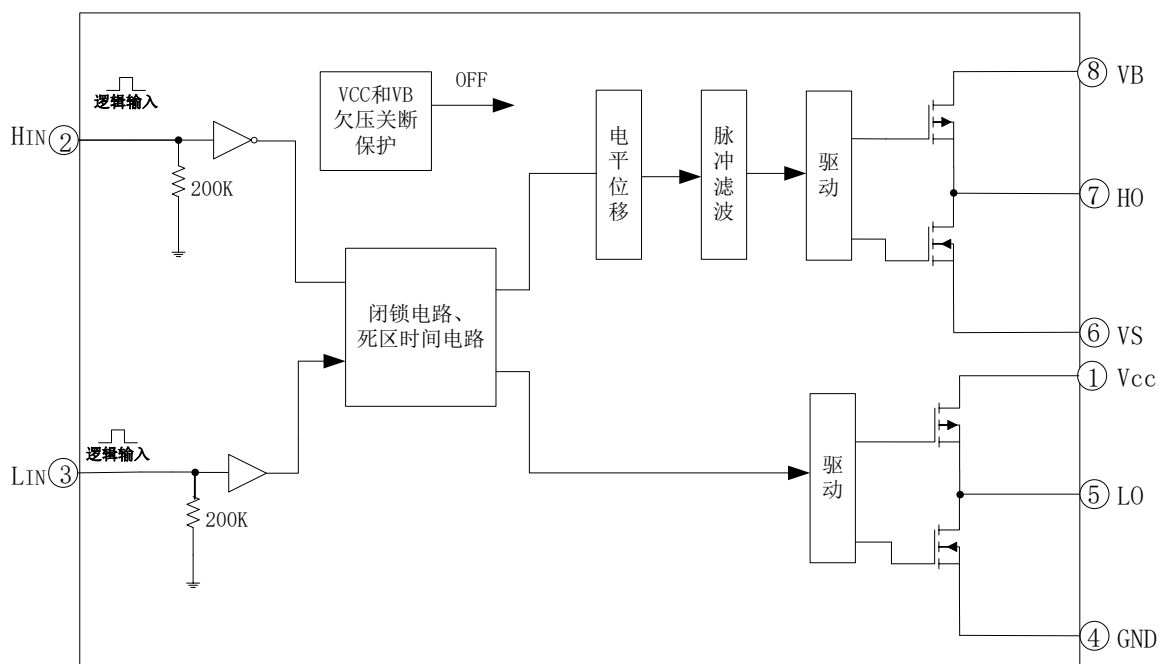 逻辑输入
HIN ②
200K
VCC和VB
欠压关断
保护
OFF
电平位移
脉冲滤波
驱动
⑧ VB
⑦ HO
⑥ VS
闭锁电路、
死区时间电路
逻辑输入
LIN ③
200K
驱动
① Vcc
⑤ LO
④ GND